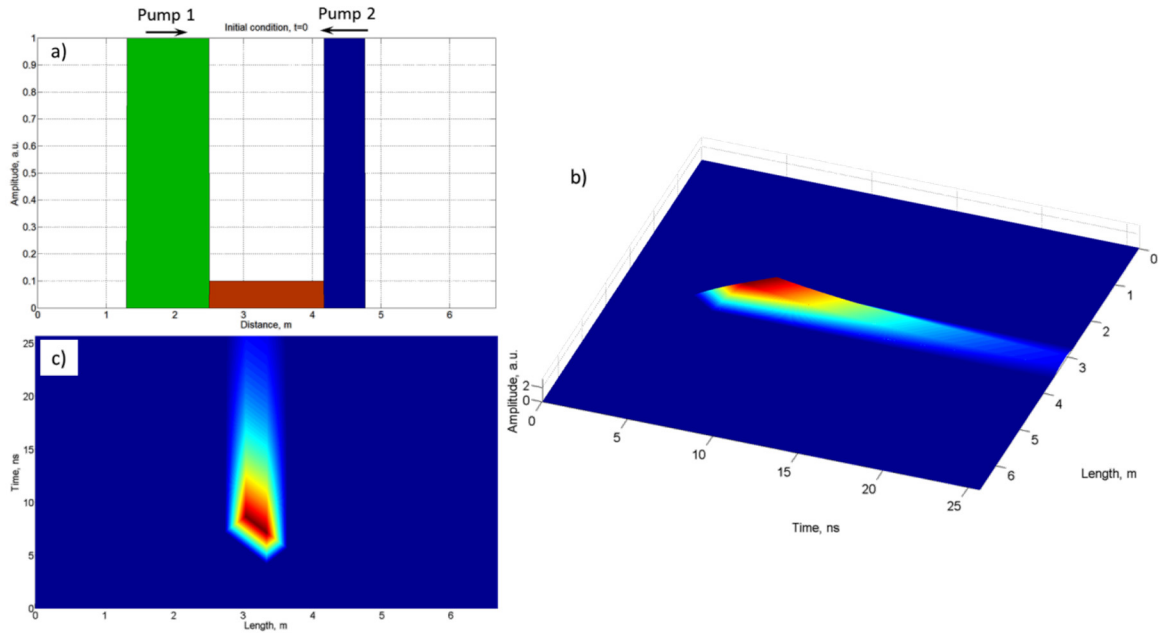 Pump 1
Pump 2
Initial condition, t=0
a)
1
0.9
0.8
0.7
0.6
0.5
0.4
0.3
0.2
0.1
0
Amplitude, a.u.
0 1 2 3 4 5 6
Distance, m
b)
Amplitude, a.u.
2
0
0 5 10 15 20 25
Time, ns
0 1 2 3 4 5 6
Length, m
c)
25
20
15
10
5
0
Time, ns
0 1 2 3 4 5 6
Length, m